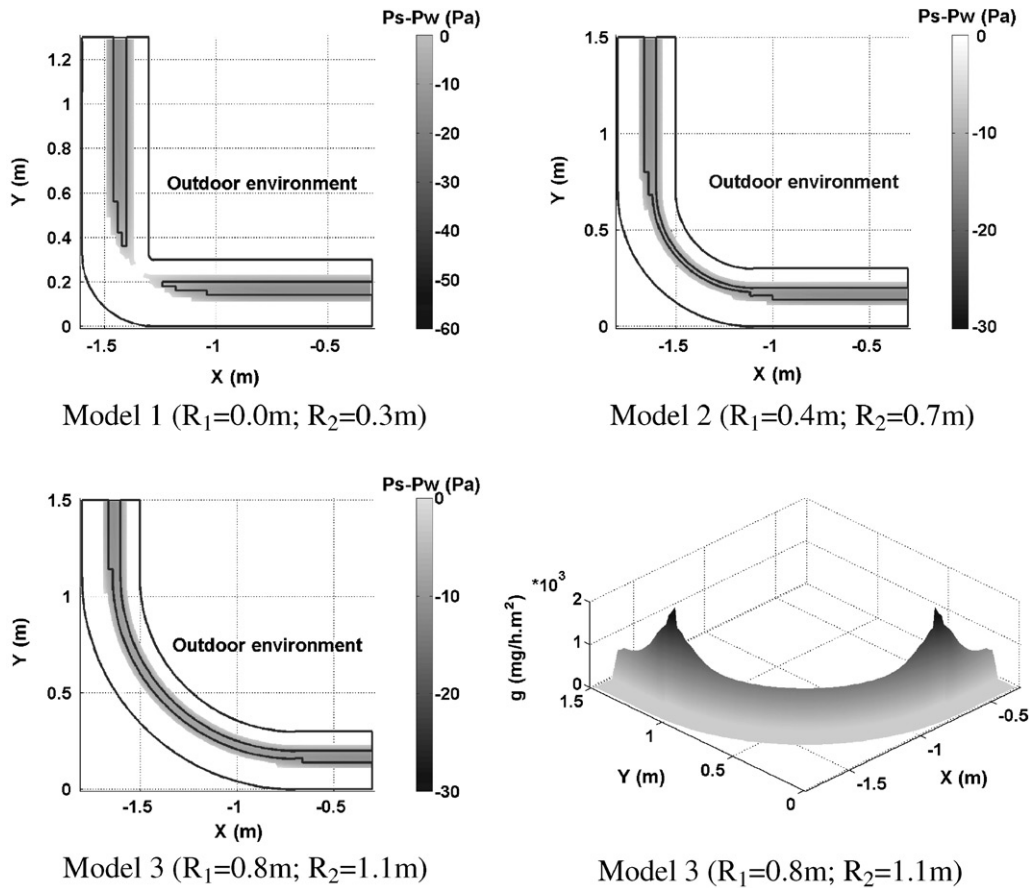 Ps-Pw (Pa)
0
-10
-20
-30
-40
-50
-60
1.2
1
0.8
0.6
0.4
0.2
0
Y (m)
Outdoor environment
-1.5
-1
-0.5
X (m)
Model 1 (R₁=0.0m; R₂=0.3m)
Ps-Pw (Pa)
0
-10
-20
-30
1.5
1
0.5
0
Y (m)
Outdoor environment
-1.5
-1
-0.5
X (m)
Model 2 (R₁=0.4m; R₂=0.7m)
Ps-Pw (Pa)
0
-10
-20
-30
1.5
1
0.5
0
Y (m)
Outdoor environment
-1.5
-1
-0.5
X (m)
Model 3 (R₁=0.8m; R₂=1.1m)
*10³
2
1
0
g (mg/h.m²)
1.5
1
0.5
0
Y (m)
-0.5
-1
-1.5
X (m)
Model 3 (R₁=0.8m; R₂=1.1m)